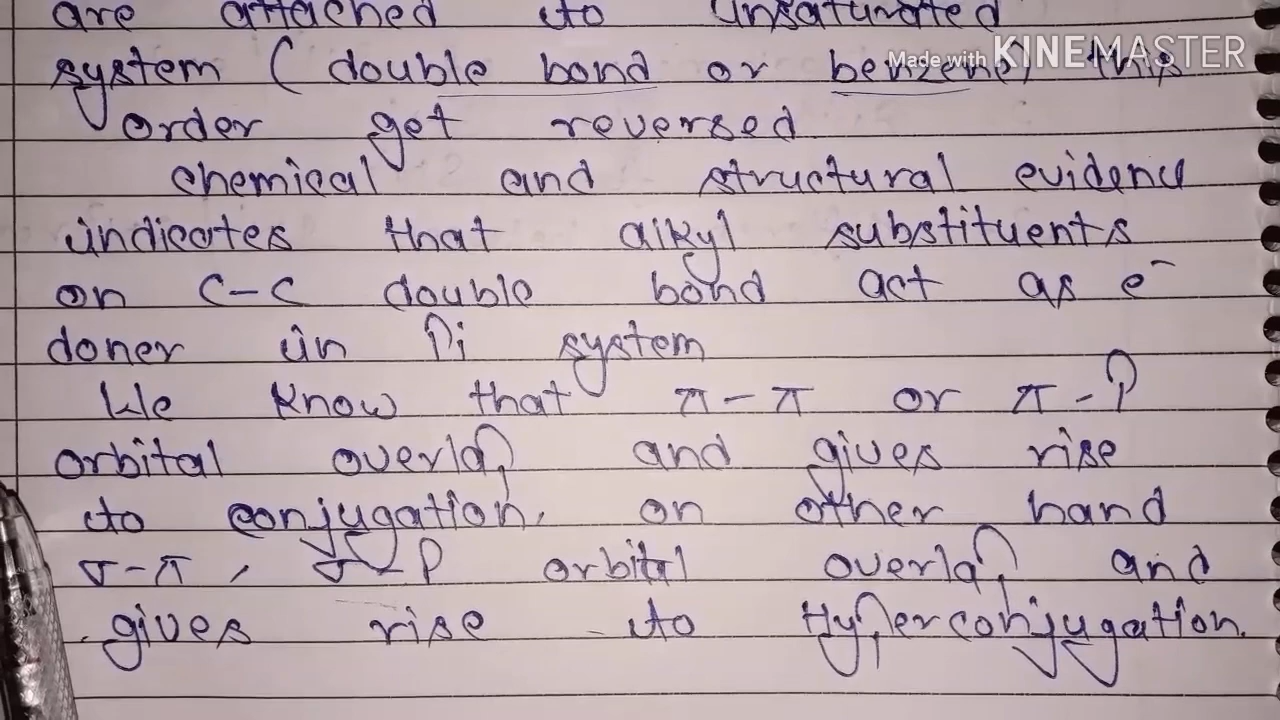 are attached to unsaturated
Made with KINEMASTER
system (double bond or benzene) this
order get reversed
chemical and structural evidence
indicates that alkyl substituents
on C-C double bond act as e⁻
doner in Pi system
We know that π-π or π-P
orbital overlap and gives rise
to conjugation. on other hand
σ-π, σ-P orbital overlap and
gives rise to Hyperconjugation.